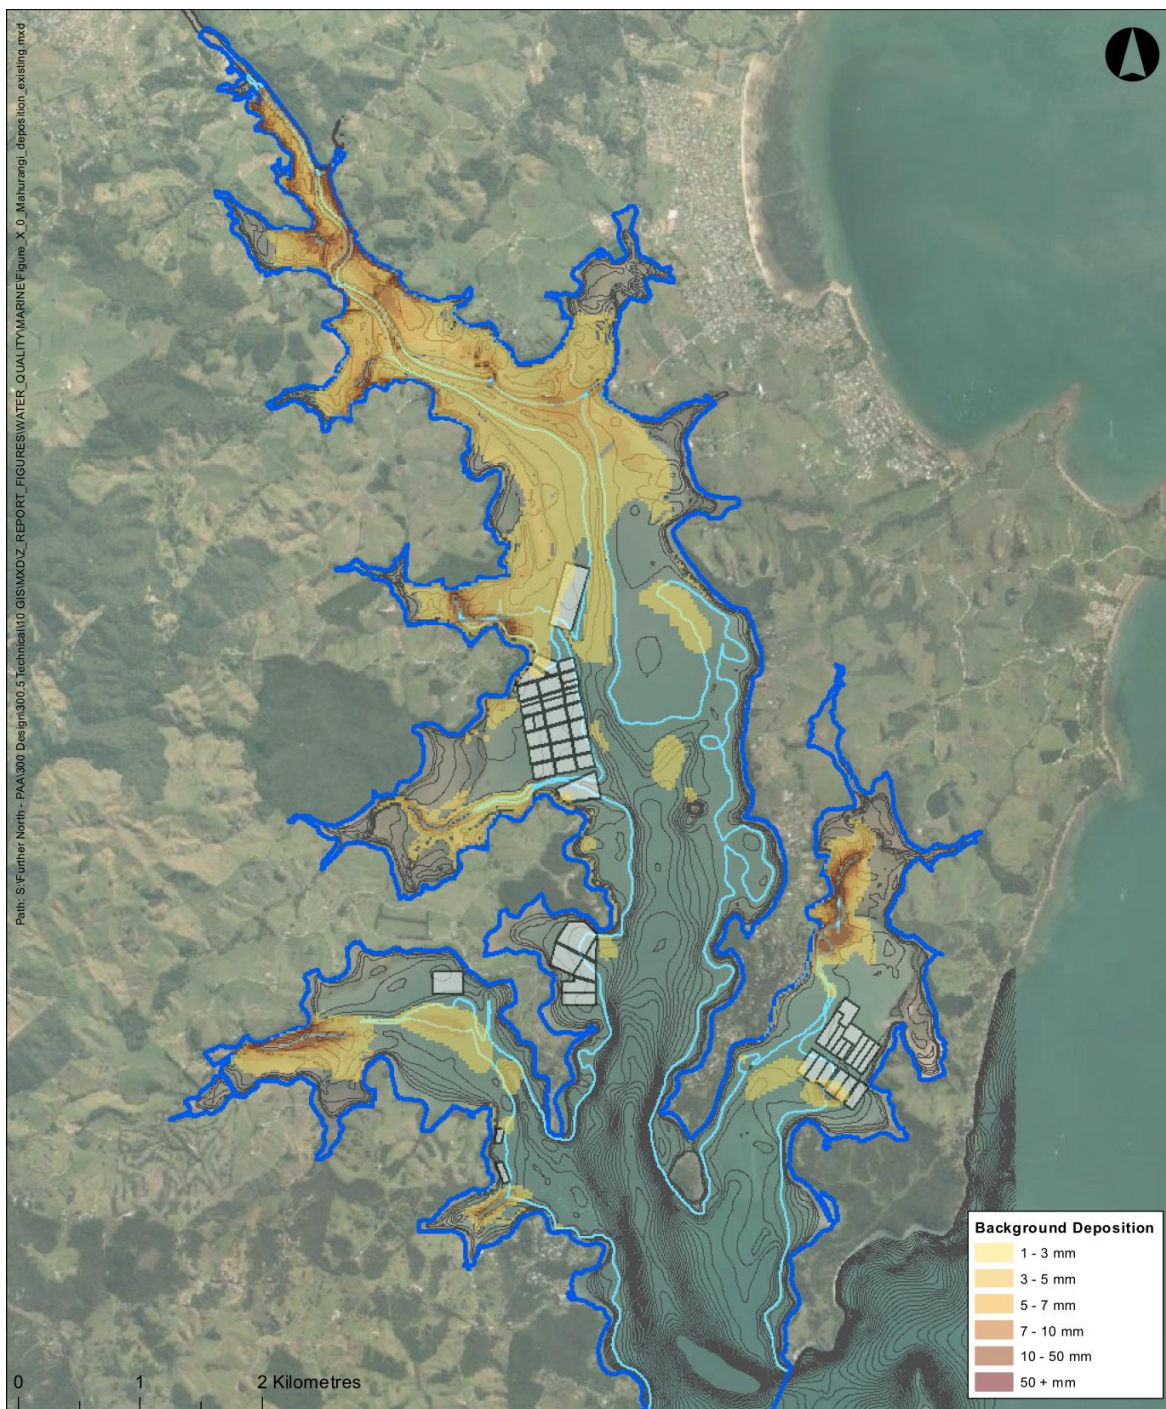 Path: S:\Further North - PAA\300 Design\300.5 Technical\10 GIS\MXD\Z_REPORT_FIGURES\WATER_QUALITY\MARINE\Figure_X_0_Mahurangi_deposition_existing.mxd
Background Deposition
1 - 3 mm
3 - 5 mm
5 - 7 mm
7 - 10 mm
10 - 50 mm
50 + mm
0 1 2 Kilometres